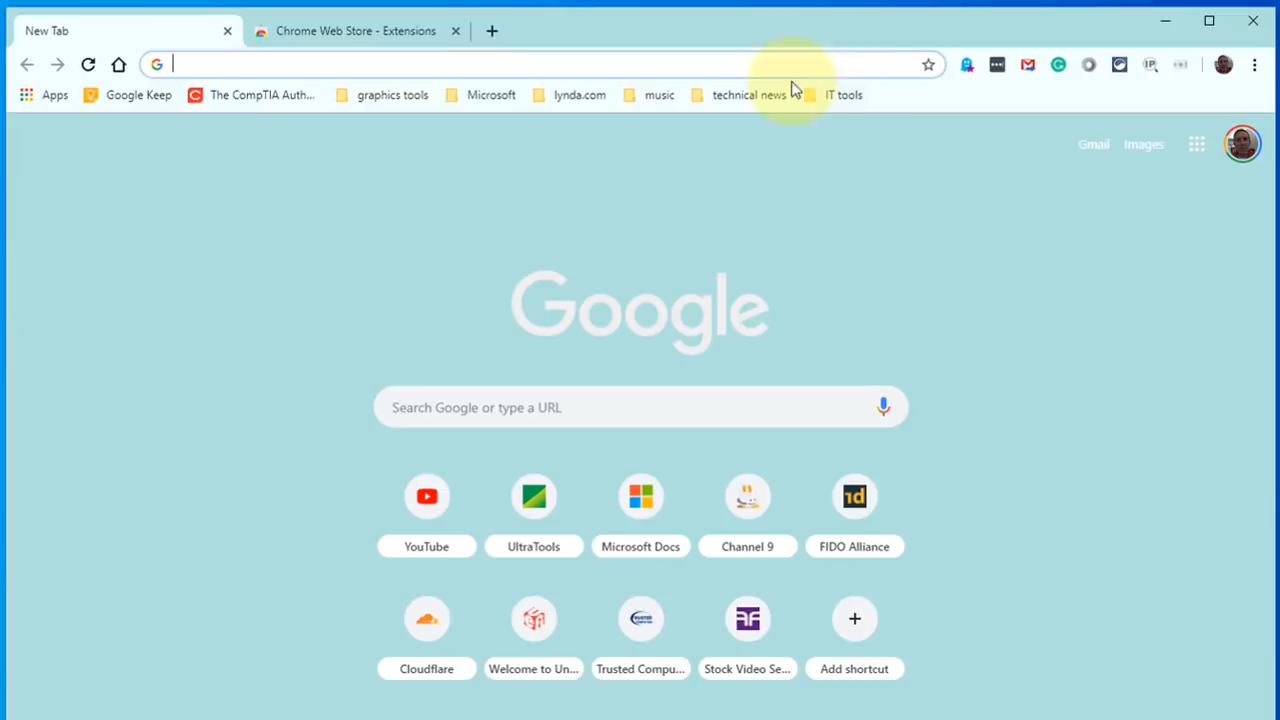 New Tab
Chrome Web Store - Extensions
Apps
Google Keep
The CompTIA Auth...
graphics tools
Microsoft
lynda.com
music
technical news
IT tools
Gmail
Images
Google
Search Google or type a URL
YouTube
UltraTools
Microsoft Docs
Channel 9
FIDO Alliance
Cloudflare
Welcome to Un...
Trusted Compu...
Stock Video Se...
Add shortcut